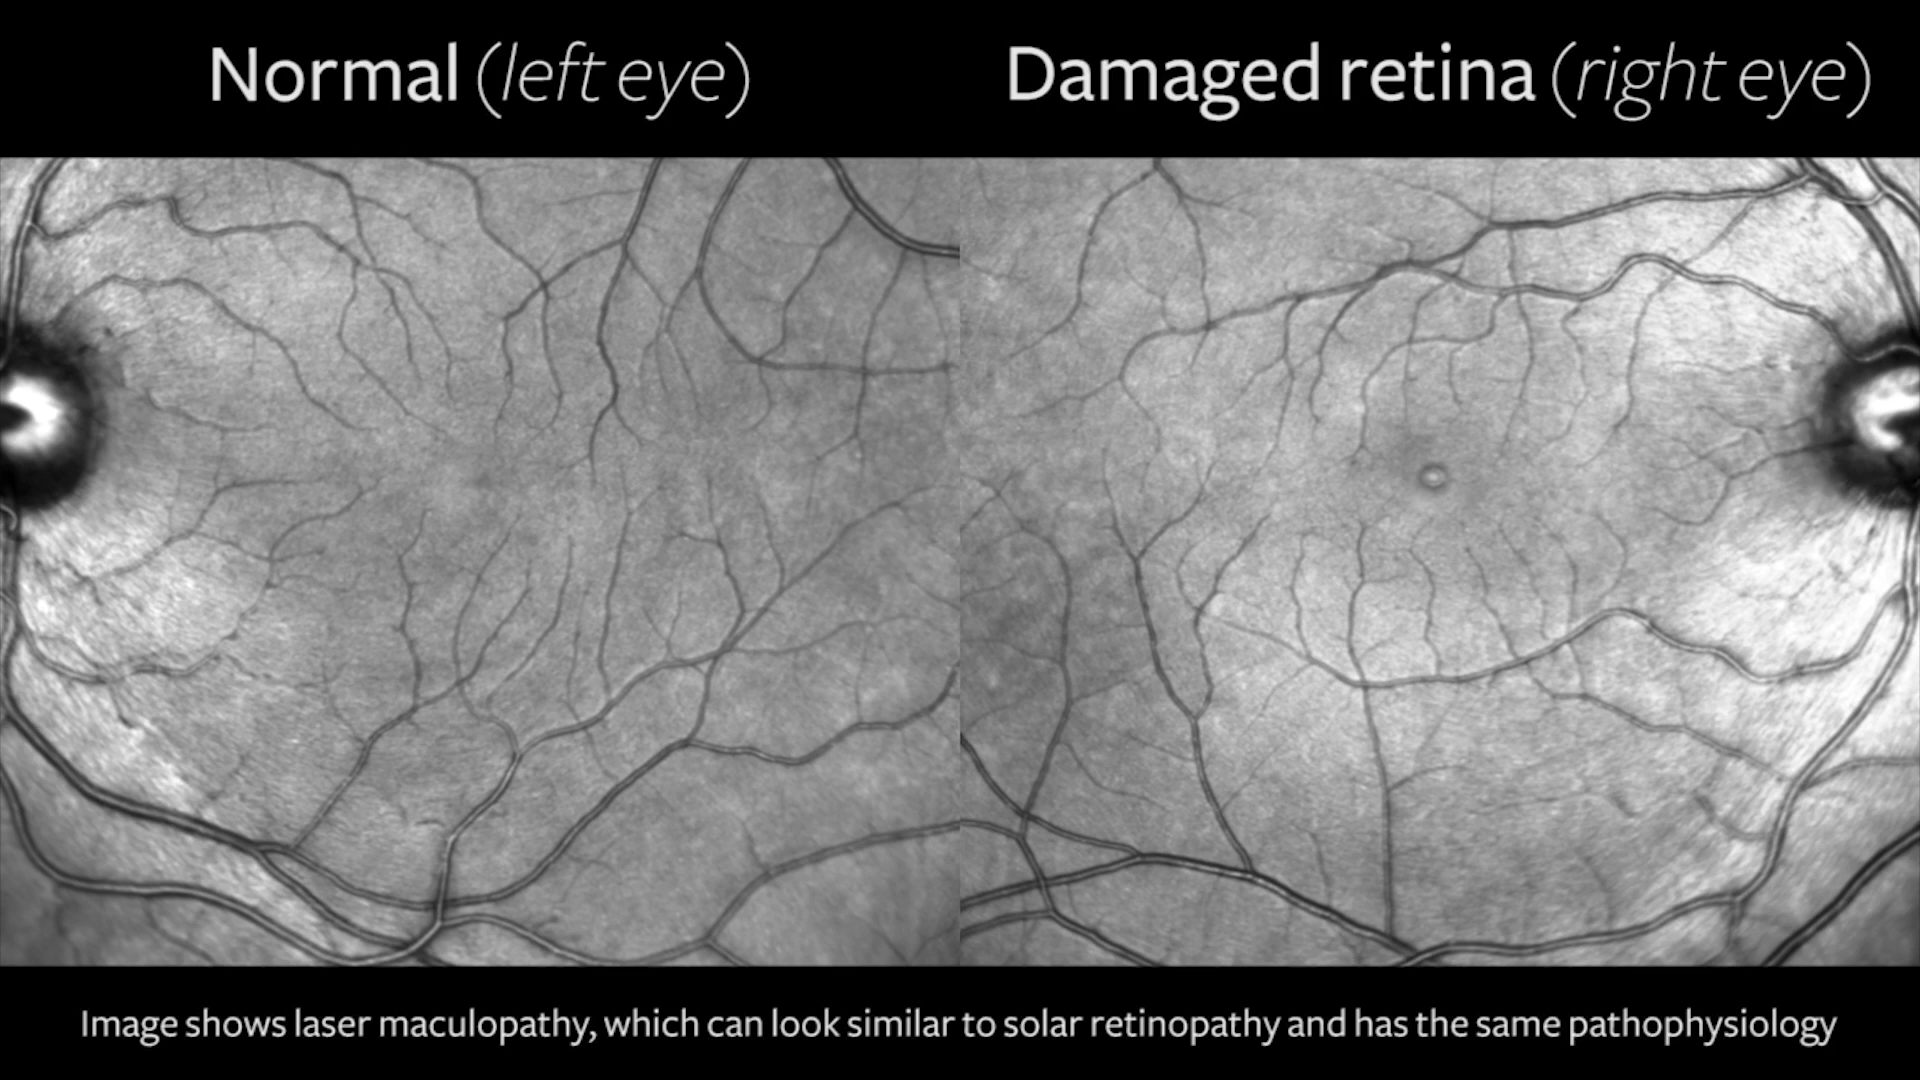 Normal (left eye)
Damaged retina (right eye)
Image shows laser maculopathy, which can look similar to solar retinopathy and has the same pathophysiology